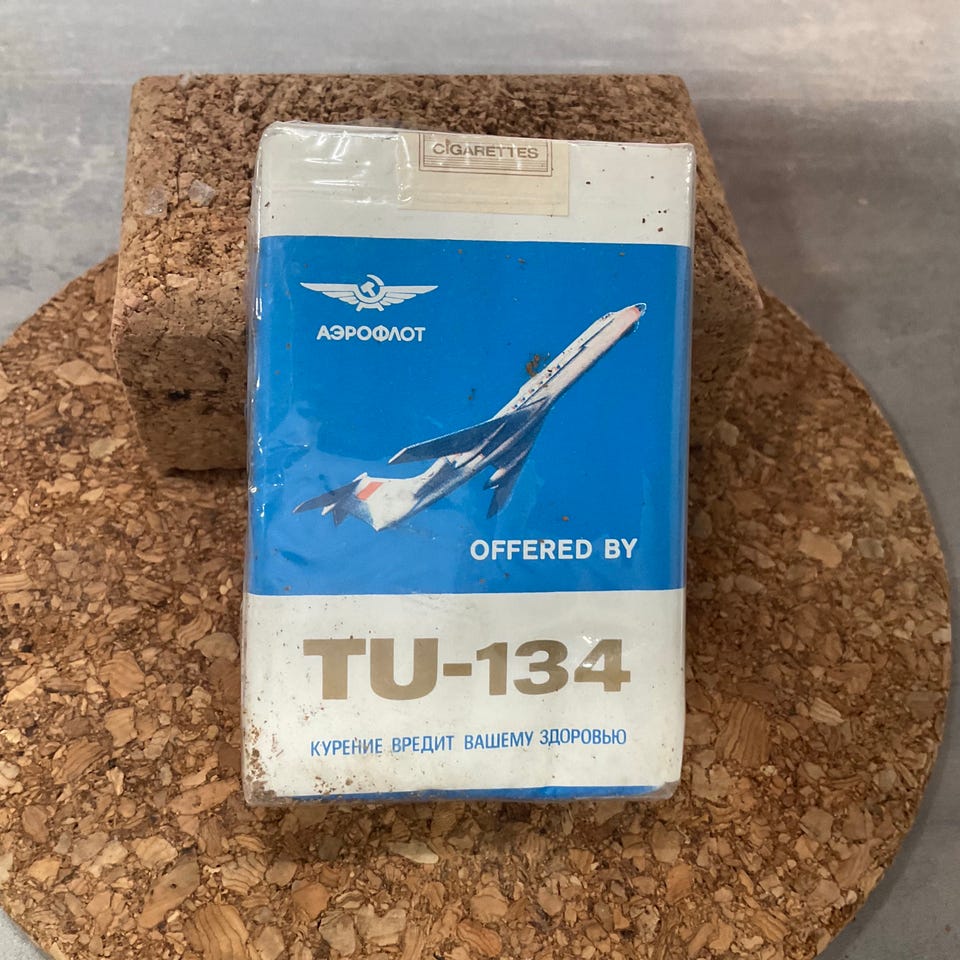 CIGARETTES
АЭРОФЛОТ
OFFERED BY
TU-134
КУРЕНИЕ ВРЕДИТ ВАШЕМУ ЗДОРОВЬЮ